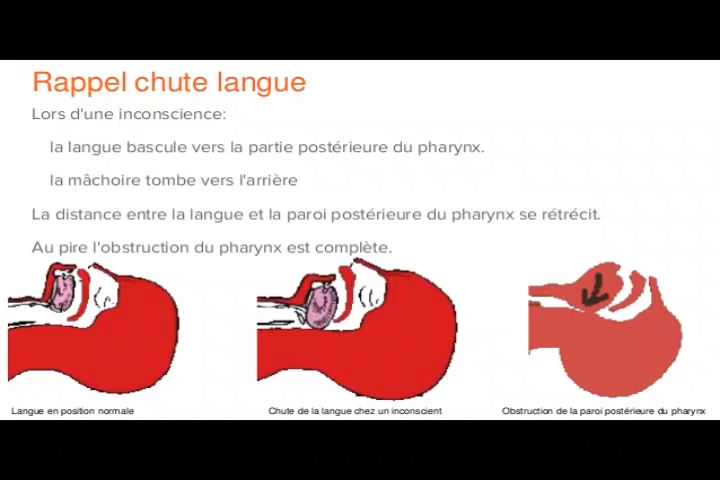 Rappel chute langue
Lors d'une inconscience:
la langue bascule vers la partie postérieure du pharynx.
la mâchoire tombe vers l'arrière
La distance entre la langue et la paroi postérieure du pharynx se rétrécit.
Au pire l'obstruction du pharynx est complète.
Langue en position normale
Chute de la langue chez un inconscient
Obstruction de la paroi postérieure du pharynx